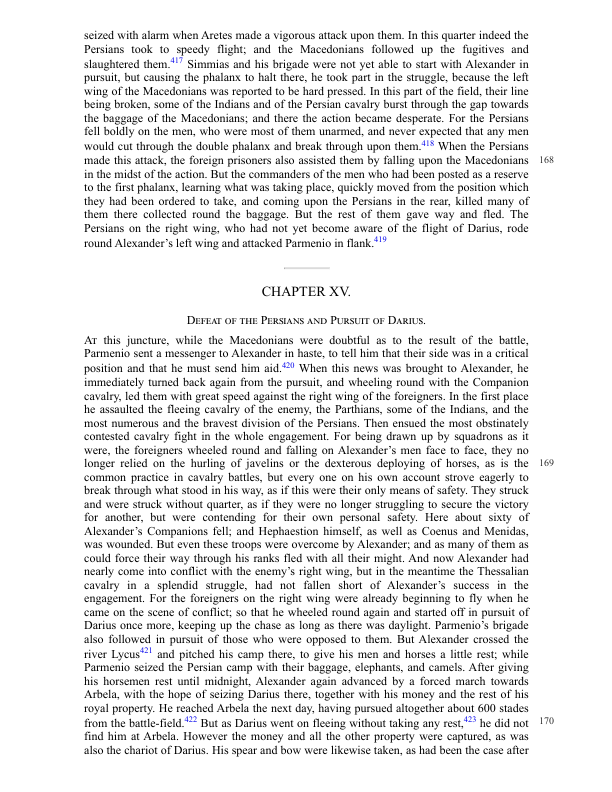 seized with alarm when Aretes made a vigorous attack upon them. In this quarter indeed the
Persians took to speedy flight; and the Macedonians followed up the fugitives and
slaughtered them.417 Simmias and his brigade were not yet able to start with Alexander in
pursuit, but causing the phalanx to halt there, he took part in the struggle, because the left
wing of the Macedonians was reported to be hard pressed. In this part of the field, their line
being broken, some of the Indians and of the Persian cavalry burst through the gap towards
the baggage of the Macedonians; and there the action became desperate. For the Persians
fell boldly on the men, who were most of them unarmed, and never expected that any men
would cut through the double phalanx and break through upon them.418 When the Persians
made this attack, the foreign prisoners also assisted them by falling upon the Macedonians 168
in the midst of the action. But the commanders of the men who had been posted as a reserve
to the first phalanx, learning what was taking place, quickly moved from the position which
they had been ordered to take, and coming upon the Persians in the rear, killed many of
them there collected round the baggage. But the rest of them gave way and fled. The
Persians on the right wing, who had not yet become aware of the flight of Darius, rode
round Alexander's left wing and attacked Parmenio in flank.419
CHAPTER XV.
Defeat of the Persians and Pursuit of Darius.
At this juncture, while the Macedonians were doubtful as to the result of the battle,
Parmenio sent a messenger to Alexander in haste, to tell him that their side was in a critical
position and that he must send him aid.420 When this news was brought to Alexander, he
immediately turned back again from the pursuit, and wheeling round with the Companion
cavalry, led them with great speed against the right wing of the foreigners. In the first place
he assaulted the fleeing cavalry of the enemy, the Parthians, some of the Indians, and the
most numerous and the bravest division of the Persians. Then ensued the most obstinately
contested cavalry fight in the whole engagement. For being drawn up by squadrons as it
were, the foreigners wheeled round and falling on Alexander's men face to face, they no
longer relied on the hurling of javelins or the dexterous deploying of horses, as is the 169
common practice in cavalry battles, but every one on his own account strove eagerly to
break through what stood in his way, as if this were their only means of safety. They struck
and were struck without quarter, as if they were no longer struggling to secure the victory
for another, but were contending for their own personal safety. Here about sixty of
Alexander's Companions fell; and Hephaestion himself, as well as Coenus and Menidas,
was wounded. But even these troops were overcome by Alexander; and as many of them as
could force their way through his ranks fled with all their might. And now Alexander had
nearly come into conflict with the enemy's right wing, but in the meantime the Thessalian
cavalry in a splendid struggle, had not fallen short of Alexander's success in the
engagement. For the foreigners on the right wing were already beginning to fly when he
came on the scene of conflict; so that he wheeled round again and started off in pursuit of
Darius once more, keeping up the chase as long as there was daylight. Parmenio's brigade
also followed in pursuit of those who were opposed to them. But Alexander crossed the
river Lycus421 and pitched his camp there, to give his men and horses a little rest; while
Parmenio seized the Persian camp with their baggage, elephants, and camels. After giving
his horsemen rest until midnight, Alexander again advanced by a forced march towards
Arbela, with the hope of seizing Darius there, together with his money and the rest of his
royal property. He reached Arbela the next day, having pursued altogether about 600 stades
from the battle-field.422 But as Darius went on fleeing without taking any rest,423 he did not 170
find him at Arbela. However the money and all the other property were captured, as was
also the chariot of Darius. His spear and bow were likewise taken, as had been the case after